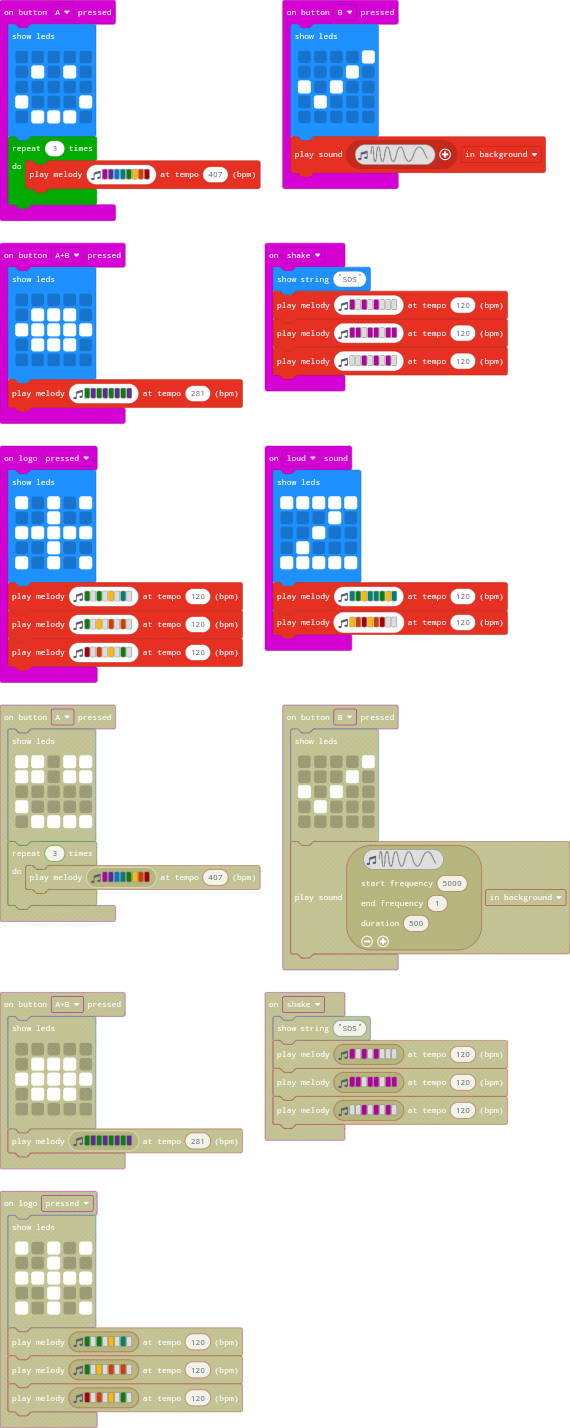 on button A pressed
show leds
repeat 3 times
do
play melody at tempo 407 (bpm)
on button B pressed
show leds
play sound in background
on button A+B pressed
show leds
play melody at tempo 281 (bpm)
on shake
show string "SOS"
play melody at tempo 120 (bpm)
play melody at tempo 120 (bpm)
play melody at tempo 120 (bpm)
on logo pressed
show leds
play melody at tempo 120 (bpm)
play melody at tempo 120 (bpm)
play melody at tempo 120 (bpm)
on loud sound
show leds
play melody at tempo 120 (bpm)
play melody at tempo 120 (bpm)
on button A pressed
show leds
repeat 3 times
do
play melody at tempo 407 (bpm)
on button B pressed
show leds
play sound in background
start frequency 5000
end frequency 1
duration 500
on button A+B pressed
show leds
play melody at tempo 281 (bpm)
on shake
show string "SOS"
play melody at tempo 120 (bpm)
play melody at tempo 120 (bpm)
play melody at tempo 120 (bpm)
on logo pressed
show leds
play melody at tempo 120 (bpm)
play melody at tempo 120 (bpm)
play melody at tempo 120 (bpm)